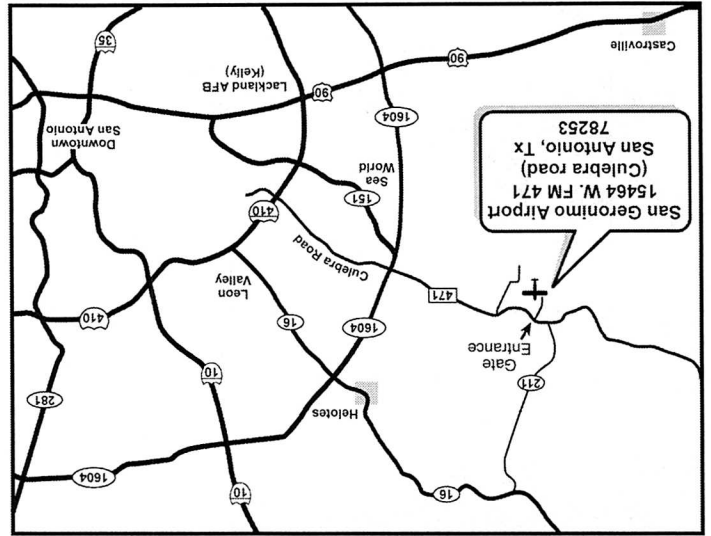 16
10
1604
Helotes
281
211
10
Gate
Entrance
1604
16
410
471
Leon
Valley
Culebra Road
410
San Geronimo Airport
15464 W. FM 471
(Culebra road)
San Antonio, Tx
78253
151
Sea
World
Downtown
San Antonio
1604
90
90
Lackland AFB
(Kelly)
Castroville
35